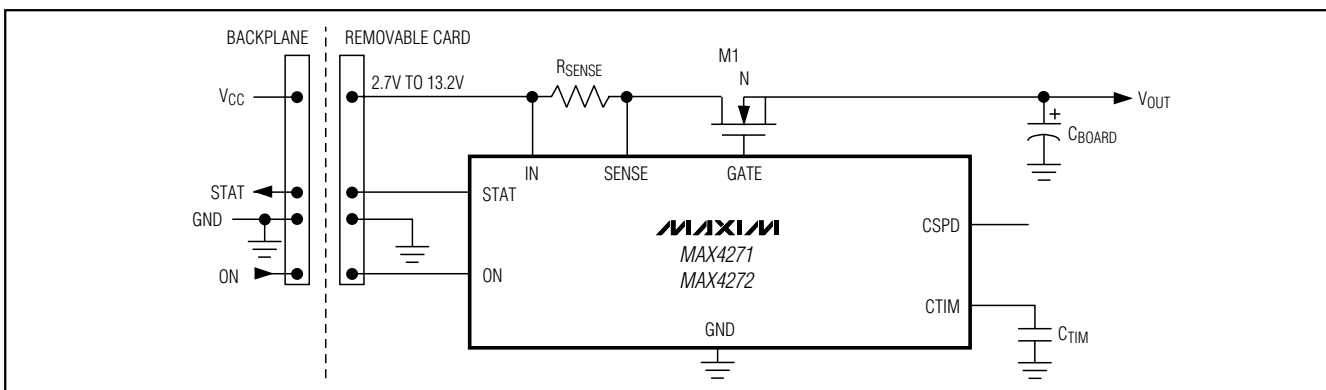 BACKPLANE
REMOVABLE CARD
VCC
2.7V TO 13.2V
RSENSE
M1
N
VOUT
+
CBOARD
IN
SENSE
GATE
STAT
STAT
GND
ON
ON
MAXIM
MAX4271
MAX4272
CSPD
CTIM
GND
CTIM